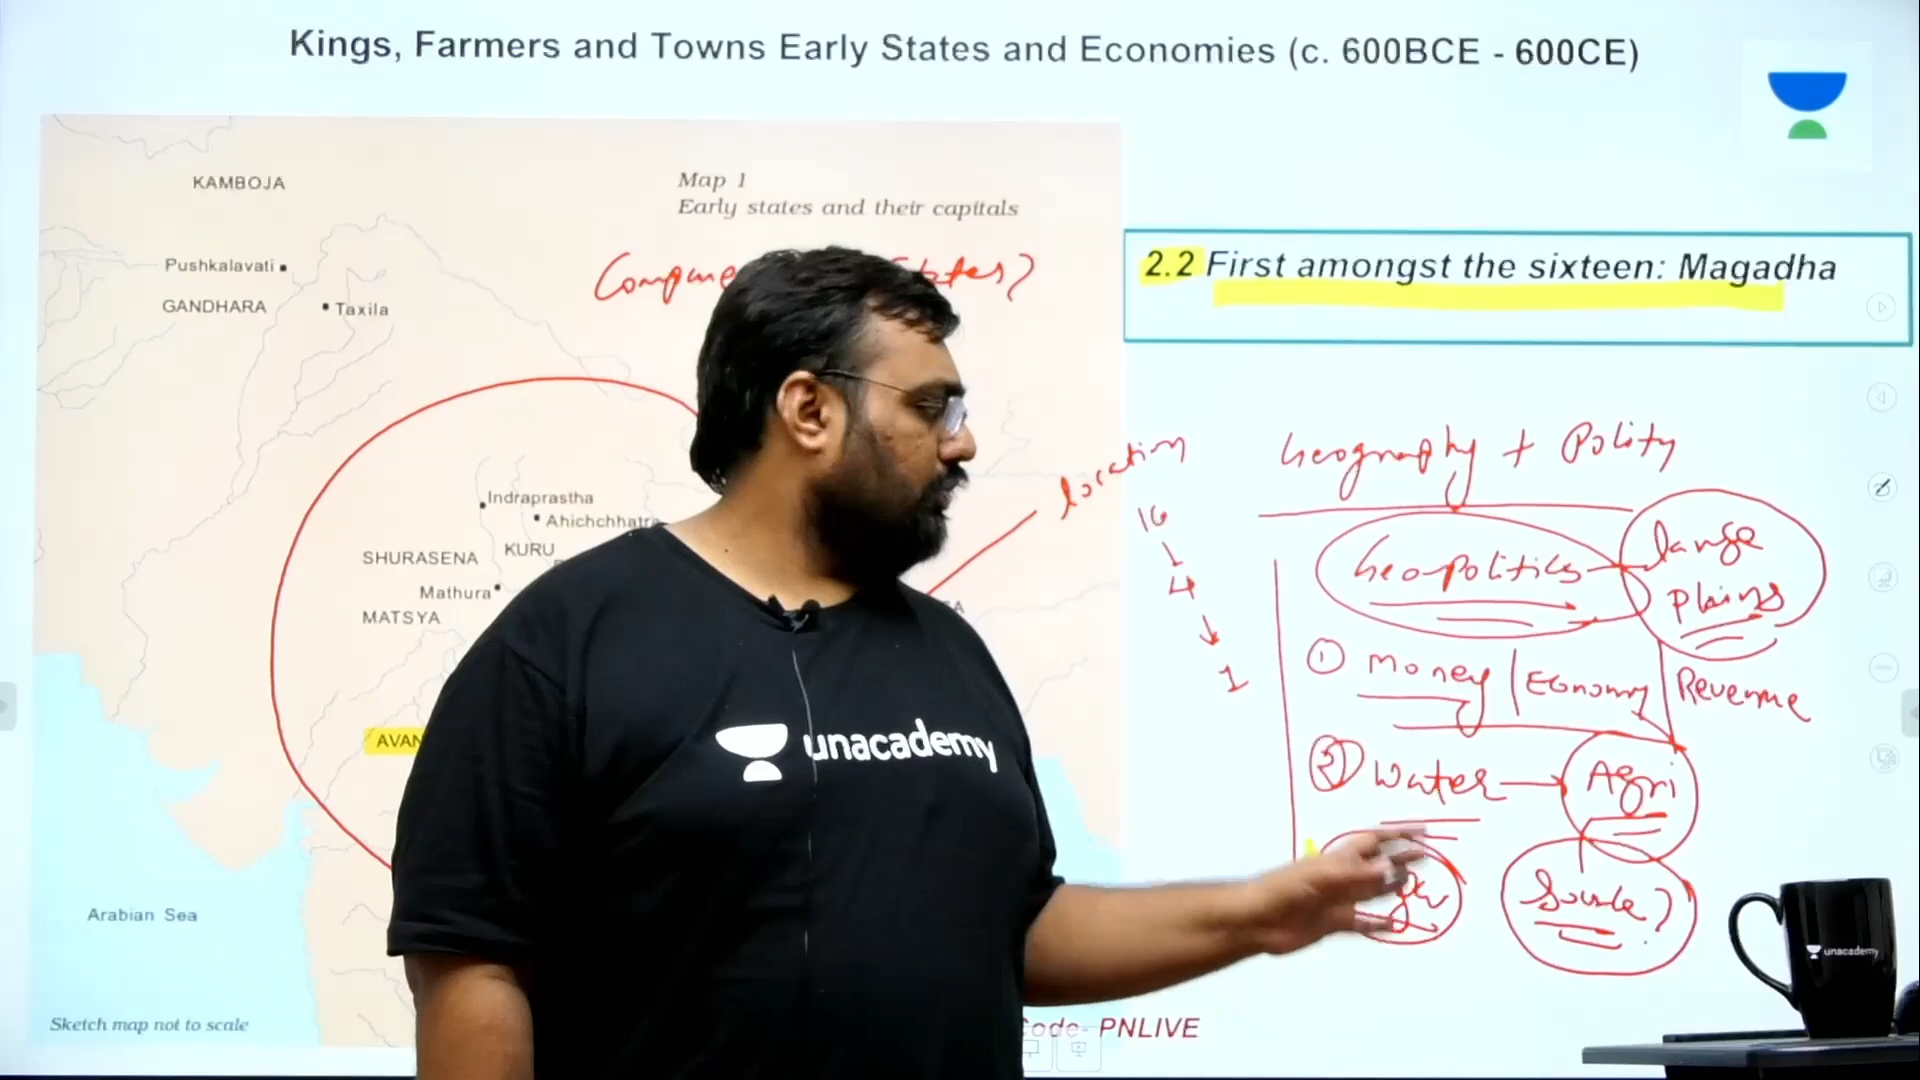 Kings, Farmers and Towns Early States and Economies (c. 600BCE - 600CE)
KAMBOJA
Map 1
Early states and their capitals
Pushkalavati
GANDHARA
Taxila
2.2 First amongst the sixteen: Magadha
location
Geography + Polity
16
4
1
Indraprastha
Ahichchhatra
SHURASENA
KURU
Mathura
MATSYA
Geo-politics
large
plains
① Money | Economy | Revenue
AVAN
② Water
Agri
unacademy
Arabian Sea
unacademy
Sketch map not to scale
Code- PNLIVE